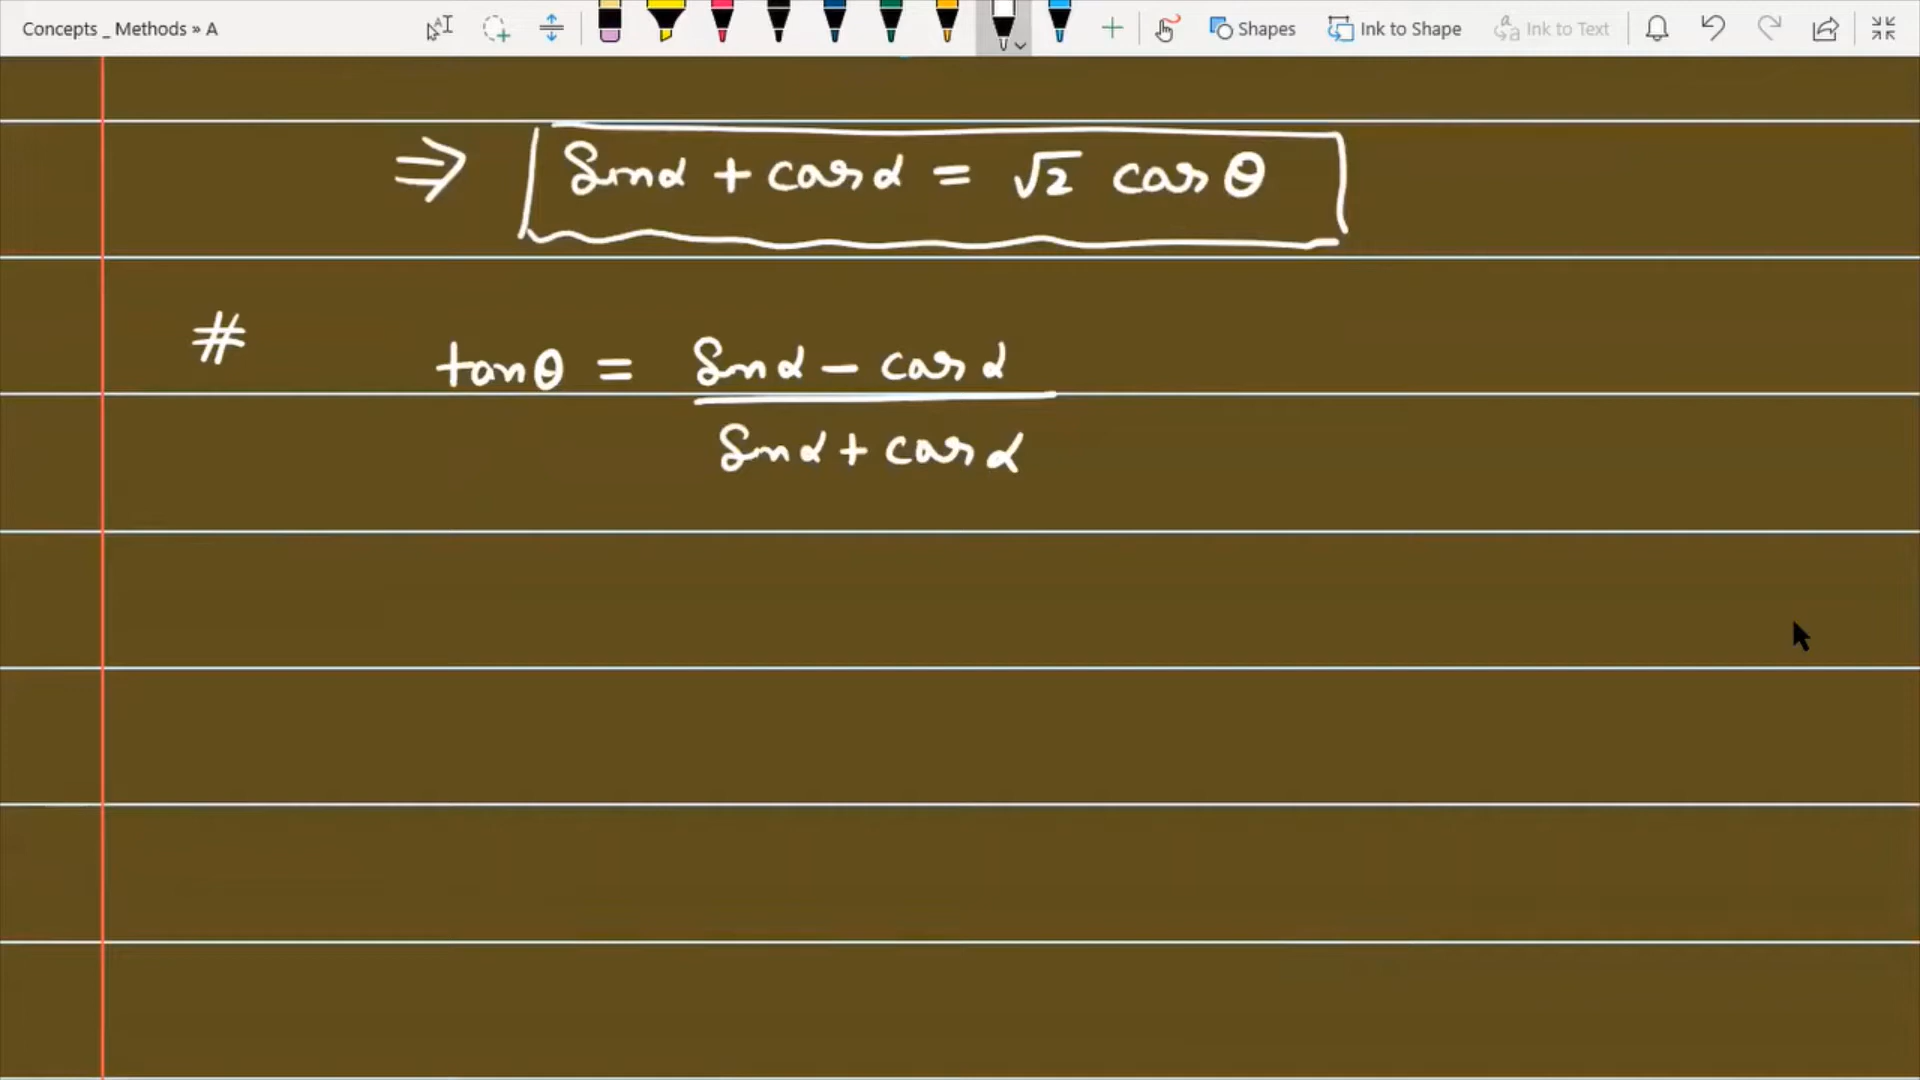 Concepts _ Methods » A
Shapes
Ink to Shape
Ink to Text
⇒ sinα + cosα = √2 cosθ
# tanθ = sinα - cosα
sinα + cosα